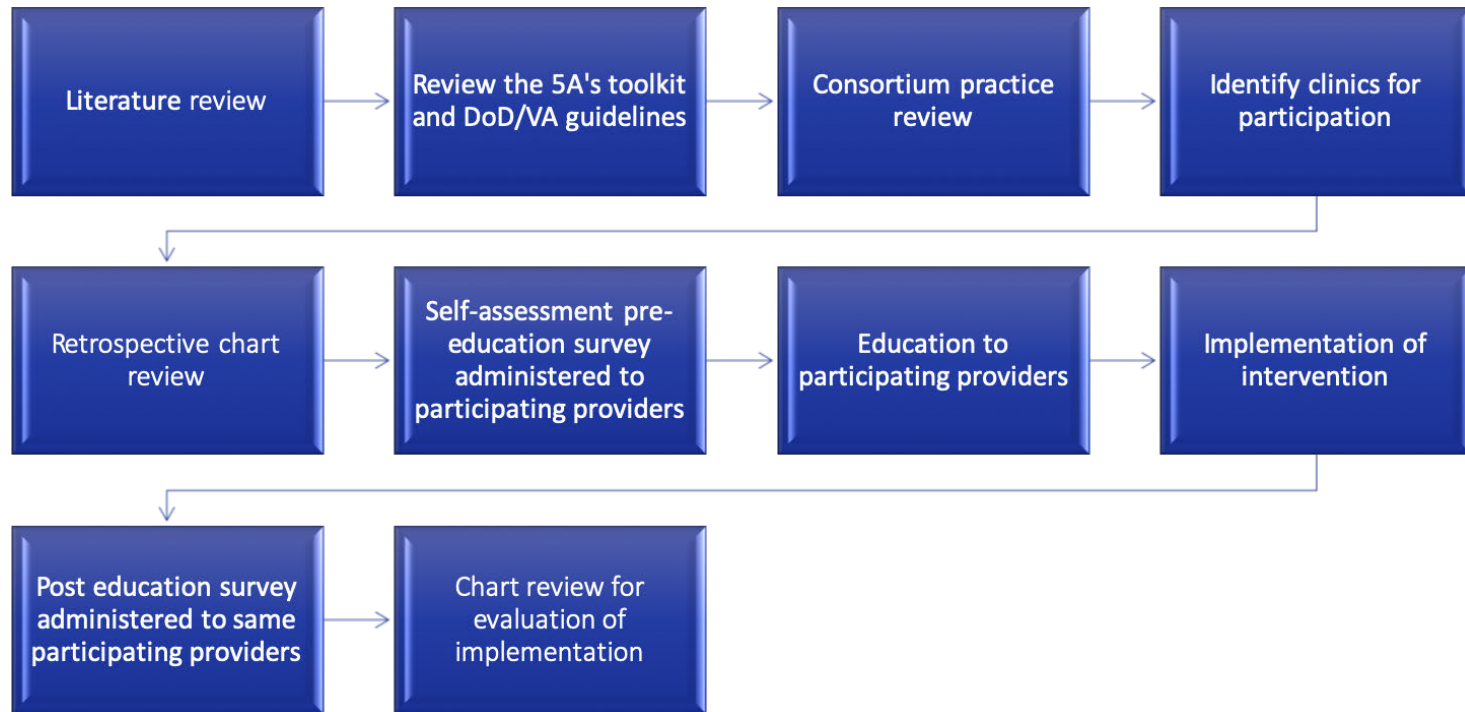 Literature review
Review the 5A's toolkit
and DoD/VA guidelines
Consortium practice
review
Identify clinics for
participation
Retrospective chart
review
Self-assessment pre-
education survey
administered to
participating providers
Education to
participating providers
Implementation of
intervention
Post education survey
administered to same
participating providers
Chart review for
evaluation of
implementation